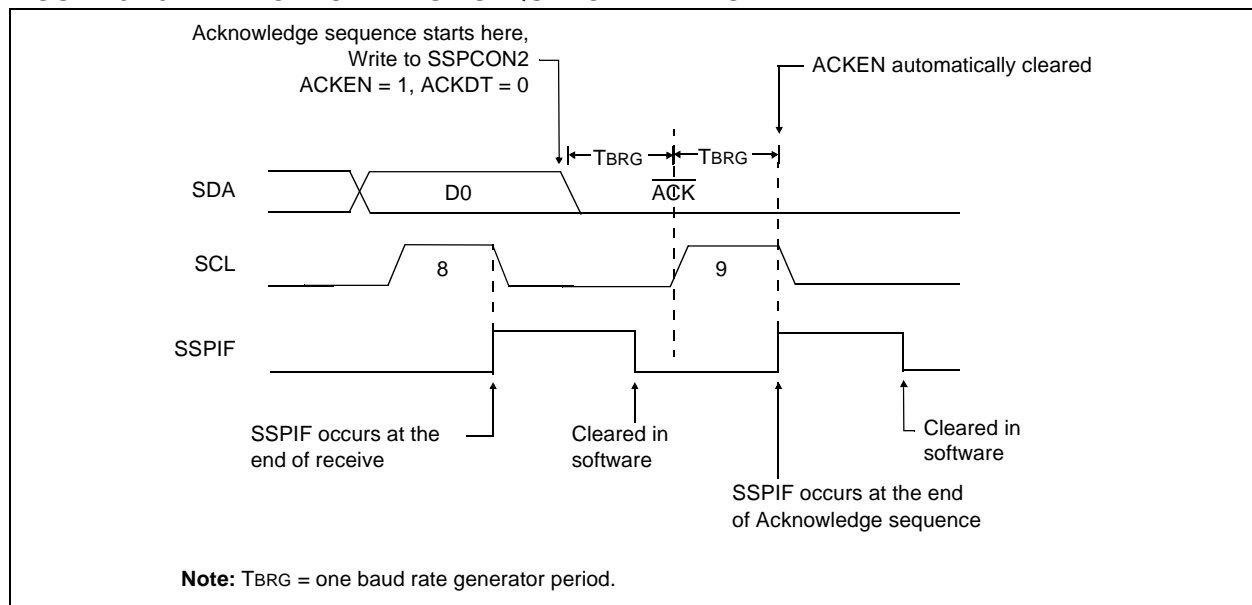 Acknowledge sequence starts here,
Write to SSPCON2
ACKEN = 1, ACKDT = 0
ACKEN automatically cleared
TBRG
TBRG
SDA
D0
ACK
SCL
8
9
SSPIF
SSPIF occurs at the
end of receive
Cleared in
software
Cleared in
software
SSPIF occurs at the end
of Acknowledge sequence
Note: TBRG = one baud rate generator period.